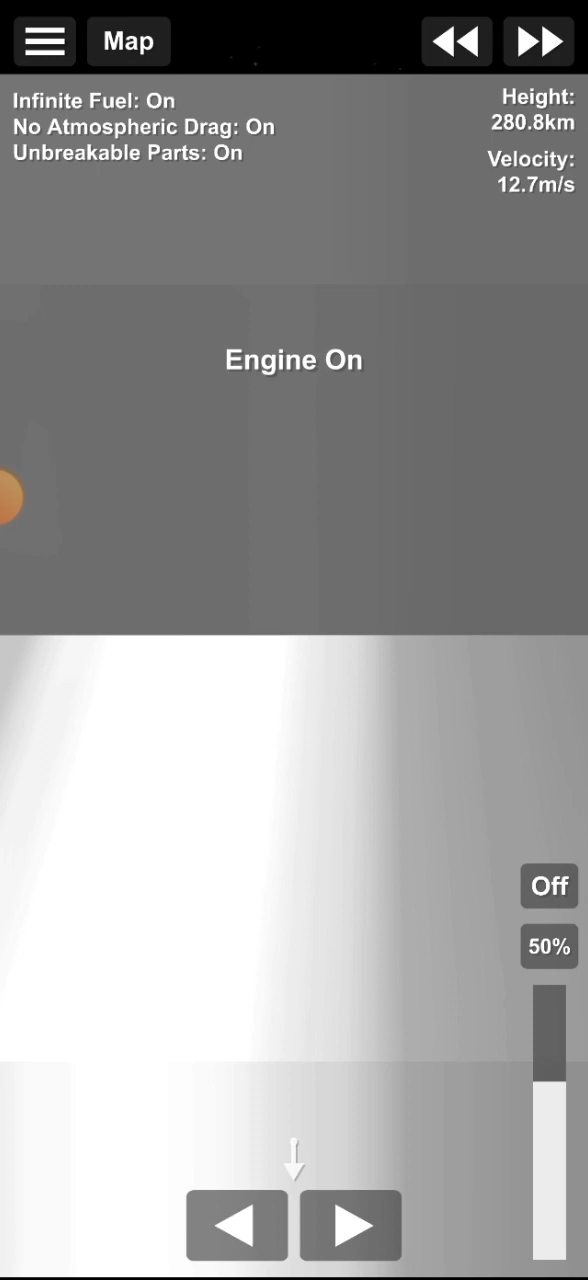 Map
Infinite Fuel: On
No Atmospheric Drag: On
Unbreakable Parts: On
Height:
280.8km
Velocity:
12.7m/s
Engine On
Off
50%